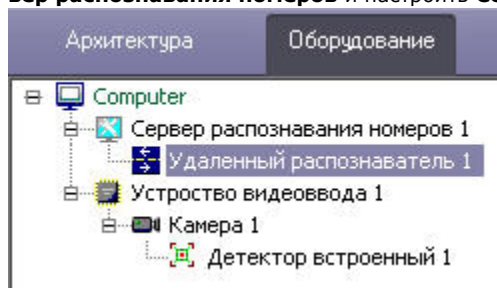 вер распознавания номеров и настроить
Архитектура Оборудование
Computer
Сервер распознавания номеров 1
Удаленный распознаватель 1
Устроство видеоввода 1
Камера 1
Детектор встроенный 1